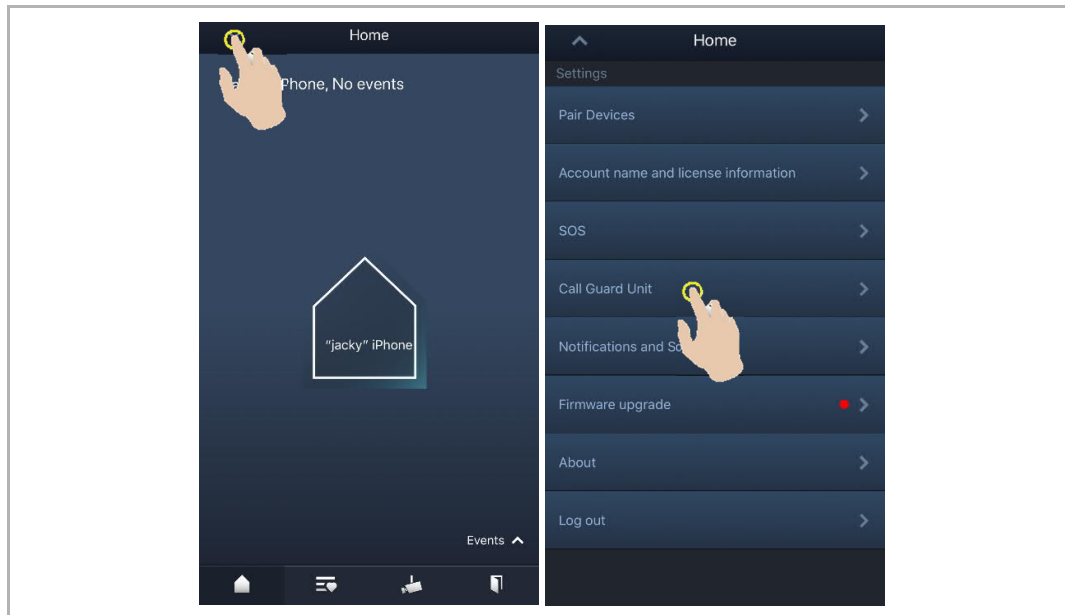 Home
Phone, No events
"jacky" iPhone
Events
Home
Settings
Pair Devices
Account name and license information
SOS
Call Guard Unit
Notifications and
Firmware upgrade
About
Log out